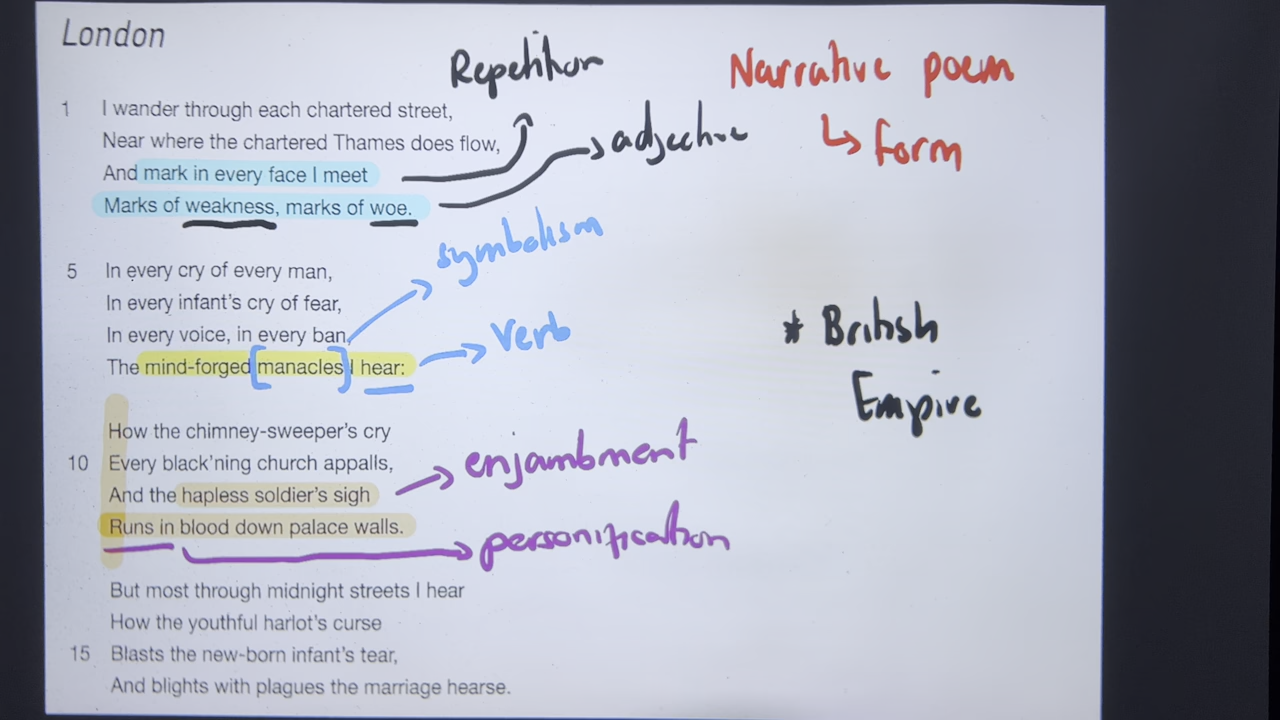 London
Repetition
Narrative poem
↳ form
1 I wander through each chartered street,
Near where the chartered Thames does flow,
adjective
And mark in every face I meet
Marks of weakness, marks of woe.
symbolism
5 In every cry of every man,
In every infant's cry of fear,
In every voice, in every ban,
Verb
The mind-forged [manacles] I hear:
* British
Empire
How the chimney-sweeper's cry
10 Every black'ning church appalls,
enjambment
And the hapless soldier's sigh
Runs in blood down palace walls.
personification
But most through midnight streets I hear
How the youthful harlot's curse
15 Blasts the new-born infant's tear,
And blights with plagues the marriage hearse.